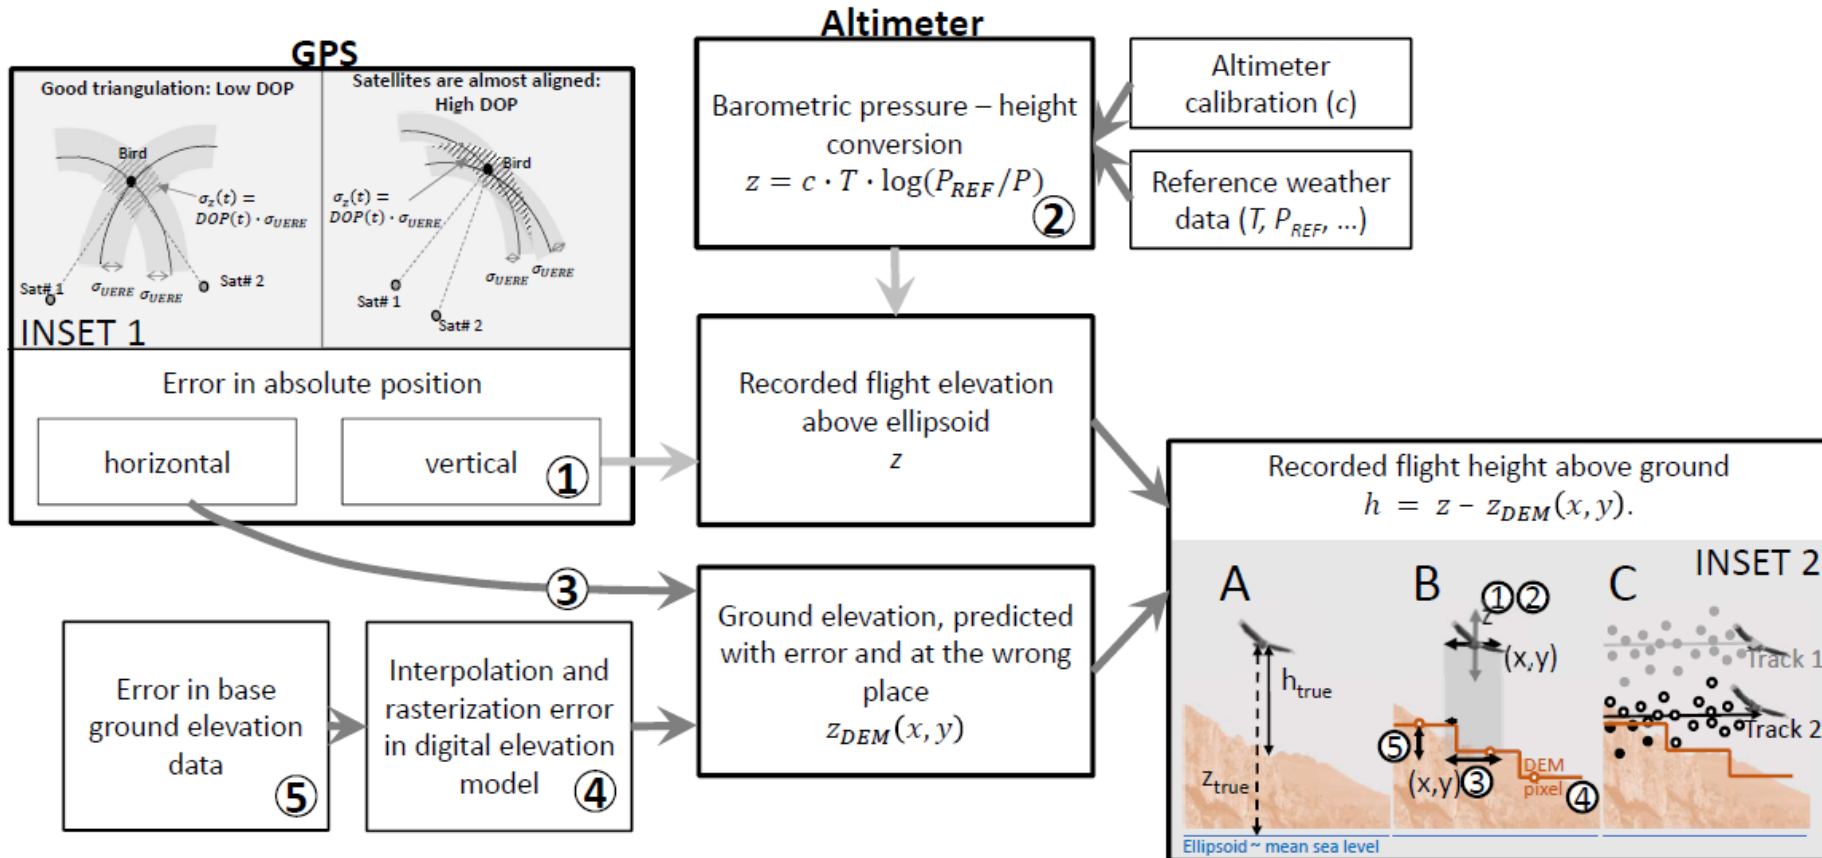 GPS
Good triangulation: Low DOP
Bird
σz(t) =
DOP(t) · σUERE
Sat# 1
σUERE
σUERE
Sat# 2
INSET 1
Satellites are almost aligned:
High DOP
Bird
σz(t) =
DOP(t) · σUERE
σUERE
σUERE
Sat# 1
Sat# 2
Error in absolute position
horizontal
vertical
1
Altimeter
Barometric pressure – height
conversion
z = c · T · log(PREF/P)
2
Altimeter
calibration (c)
Reference weather
data (T, PREF, ...)
Recorded flight elevation
above ellipsoid
z
3
Error in base
ground elevation
data
5
Interpolation and
rasterization error
in digital elevation
model
4
Ground elevation, predicted
with error and at the wrong
place
zDEM(x, y)
Recorded flight height above ground
h = z − zDEM(x, y).
INSET 2
A
htrue
ztrue
B
1 2
z
(x,y)
5
(x,y) 3
DEM
pixel
4
C
Track 1
Track 2
Ellipsoid ~ mean sea level